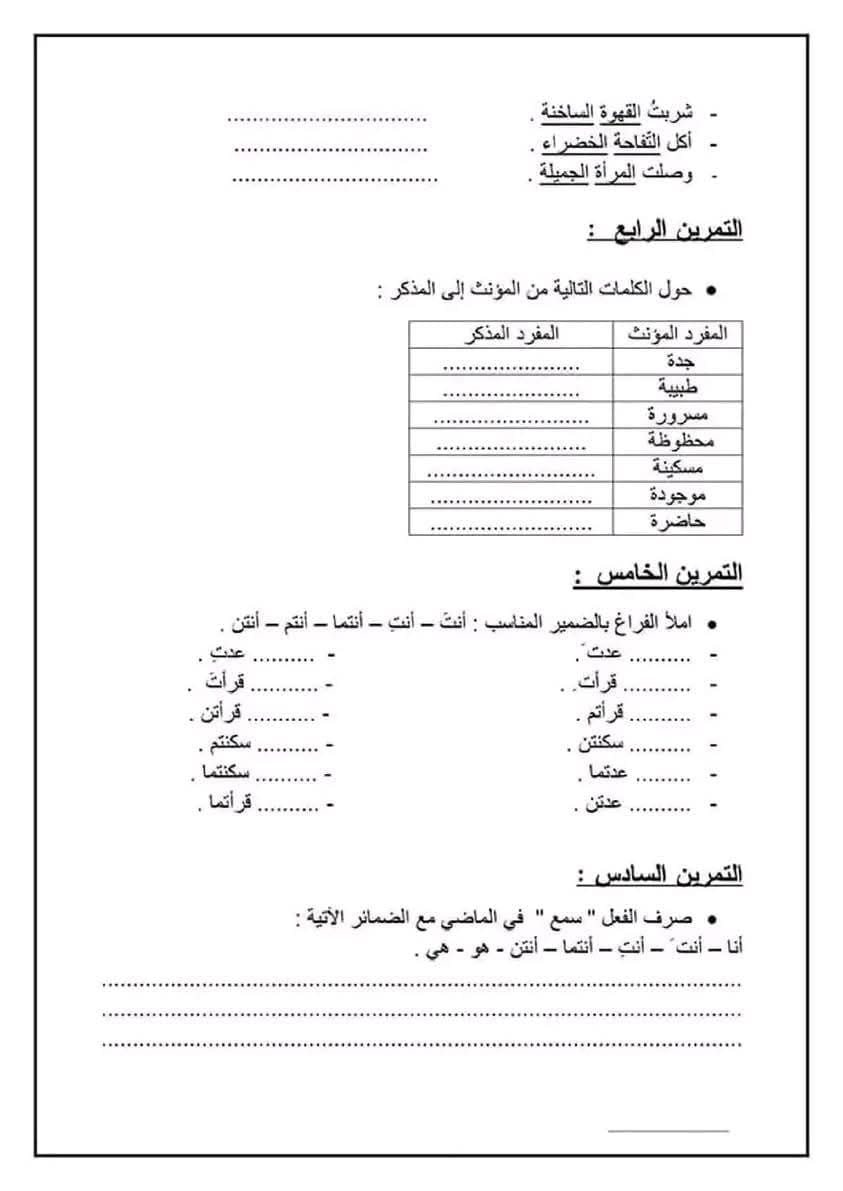 - شربتُ القهوة الساخنة . ................................
- أكل التّفاحة الخضراء . ...............................
- وصلت المرأة الجميلة . .................................
التمرين الرابع :
• حول الكلمات التالية من المؤنث إلى المذكر :
المفرد المؤنث المفرد المذكر
جدة ......................
طبيبة ......................
مسرورة .........................
محظوظة ........................
مسكينة ...........................
موجودة ..........................
حاضرة ..........................
التمرين الخامس :
• املأ الفراغ بالضمير المناسب : أنتَ – أنتِ – أنتما – أنتم – أنتن .
- .......... عدتَ . - .......... عدتِ .
- ........... قرأتِ . - ........... قرأتَ .
- .......... قرأتم . - ........... قرأتن .
- .......... سكنتن . - .......... سكنتم .
- ......... عدتما . - .......... سكنتما .
- .......... عدتن . - .......... قرأتما .
التمرين السادس :
• صرف الفعل " سمع " في الماضي مع الضمائر الآتية :
أنا – أنتَ – أنتِ – أنتما – أنتن - هو - هي .
......................................................................................................
......................................................................................................
......................................................................................................